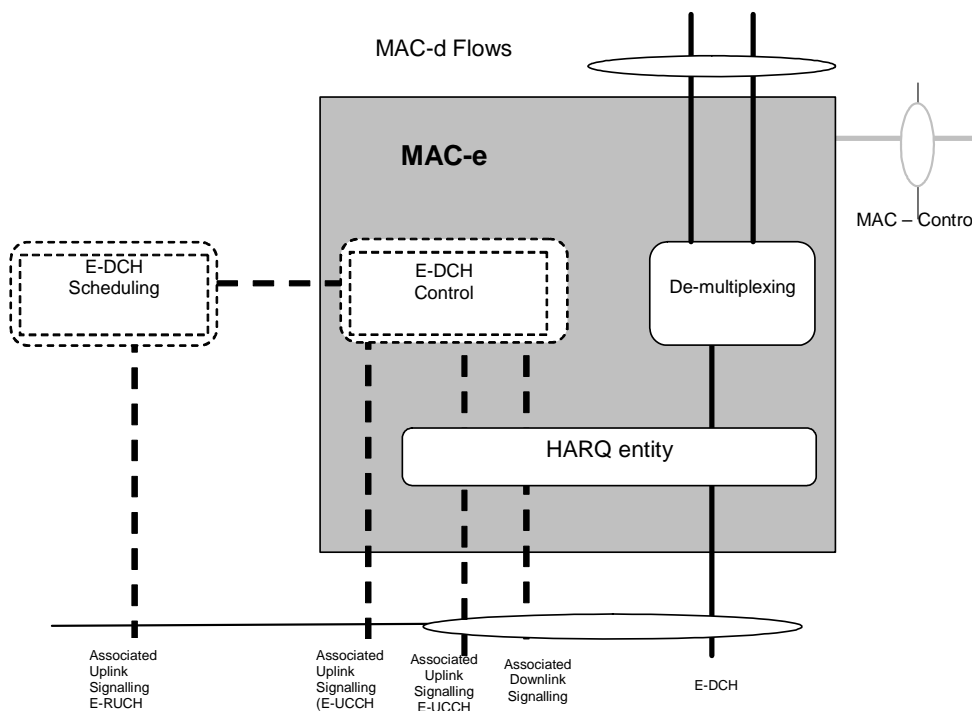 MAC-d Flows
MAC-e
MAC – Control
E-DCH
Scheduling
E-DCH
Control
De-multiplexing
HARQ entity
Associated
Uplink
Signalling
E-RUCH
Associated
Uplink
Signalling
(E-UCCH
Associated
Uplink
Signalling
E-UCCH
Associated
Downlink
Signalling
E-DCH